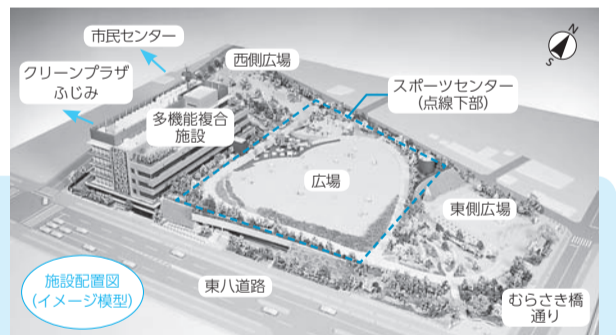 N
S
市民センター
西側広場
クリーンプラザ
ふじみ
スポーツセンター
(点線下部)
多機能複合
施設
広場
東側広場
施設配置図
(イメージ模型)
東八道路
むらさき橋
通り